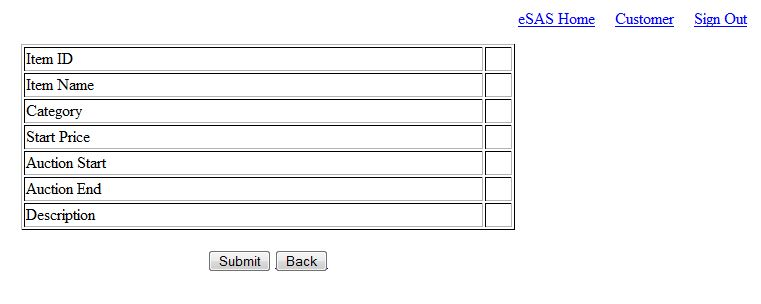 eSAS Home Customer Sign Out
Item ID
Item Name
Category
Start Price
Auction Start
Auction End
Description
Submit Back